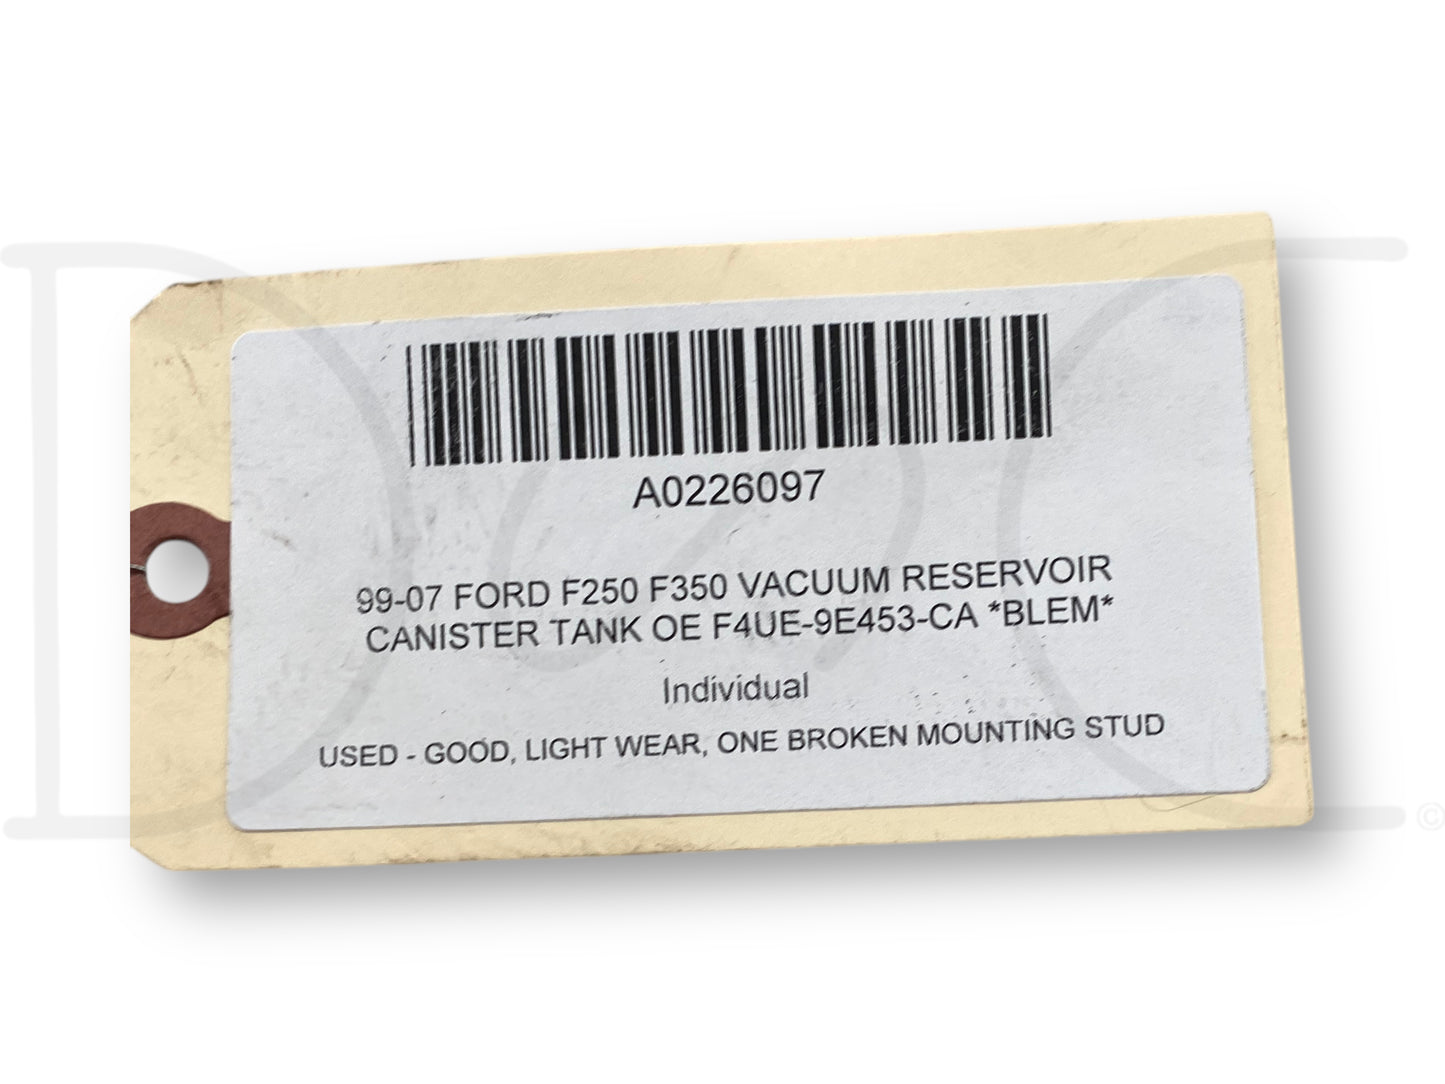 A0226097
99-07 FORD F250 F350 VACUUM RESERVOIR
CANISTER TANK OE F4UE-9E453-CA *BLEM*
Individual
USED - GOOD, LIGHT WEAR, ONE BROKEN MOUNTING STUD